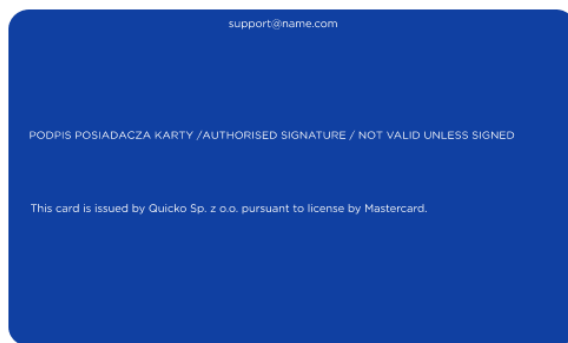 support@name.com
PODPIS POSIADACZA KARTY /AUTHORISED SIGNATURE / NOT VALID UNLESS SIGNED
This card is issued by Quicko Sp. z o.o. pursuant to license by Mastercard.